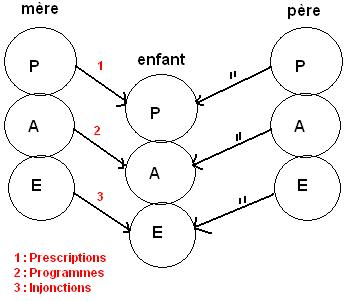 mère
enfant
père
P
1
P
"
P
A
2
A
"
A
E
3
E
"
E
1 : Prescriptions
2 : Programmes
3 : Injonctions